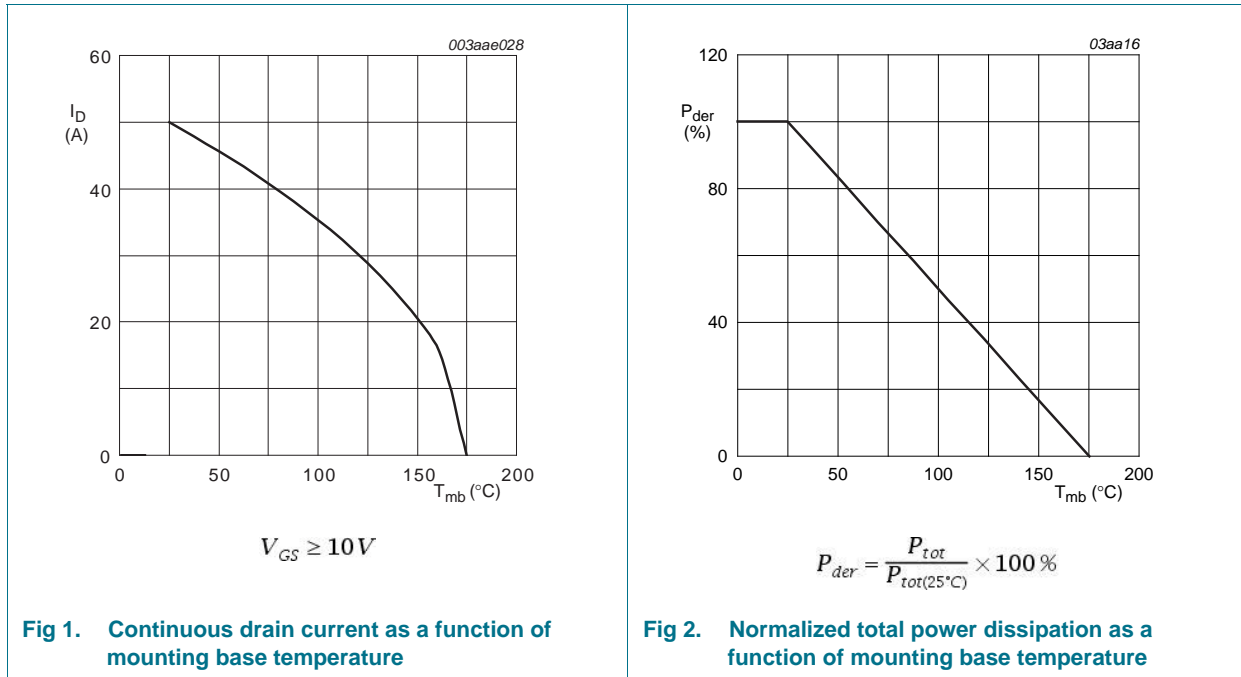 003aae028
60
I_D
(A)
40
20
0
0 50 100 150 200
T_mb (°C)
V_GS ≥ 10 V
Fig 1. Continuous drain current as a function of
mounting base temperature
03aa16
120
P_der
(%)
80
40
0
0 50 100 150 200
T_mb (°C)
P_der = P_tot / P_tot(25°C) × 100 %
Fig 2. Normalized total power dissipation as a
function of mounting base temperature